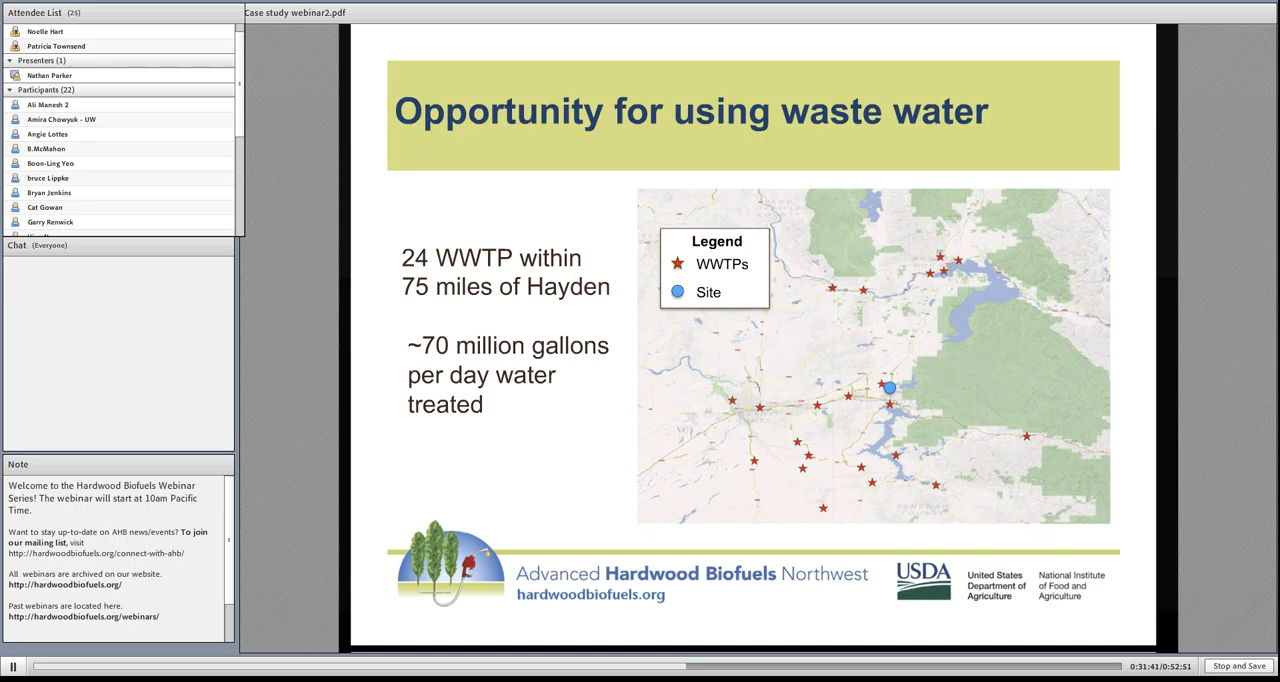 Attendee List (25)
Case study webinar2.pdf
Noelle Hart
Patricia Townsend
Presenters (1)
Nathan Parker
Participants (22)
Ali Manesh 2
Amira Chowyuk - UW
Angie Lottes
B.McMahon
Boon-Ling Yeo
bruce Lippke
Bryan Jenkins
Cat Gowan
Garry Renwick
Chat (Everyone)
Note
Welcome to the Hardwood Biofuels Webinar
Series! The webinar will start at 10am Pacific
Time.
Want to stay up-to-date on AHB news/events? To join
our mailing list, visit
http://hardwoodbiofuels.org/connect-with-ahb/
All webinars are archived on our website.
http://hardwoodbiofuels.org/
Past webinars are located here.
http://hardwoodbiofuels.org/webinars/
Opportunity for using waste water
24 WWTP within
75 miles of Hayden
~70 million gallons
per day water
treated
Legend
WWTPs
Site
Advanced Hardwood Biofuels Northwest
hardwoodbiofuels.org
USDA
United States
Department of
Agriculture
National Institute
of Food and
Agriculture
0:31:41/0:52:51
Stop and Save